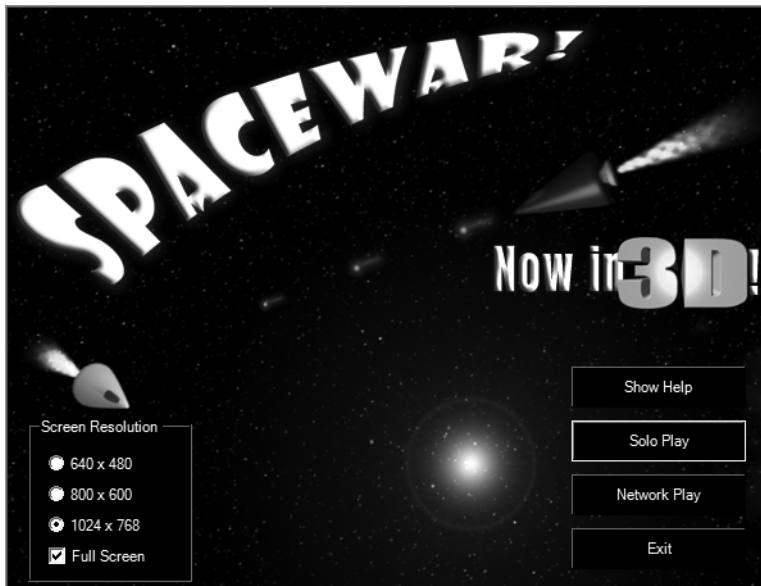 SPACEWAR!
Now in 3D!
Screen Resolution
640 x 480
800 x 600
1024 x 768
Full Screen
Show Help
Solo Play
Network Play
Exit